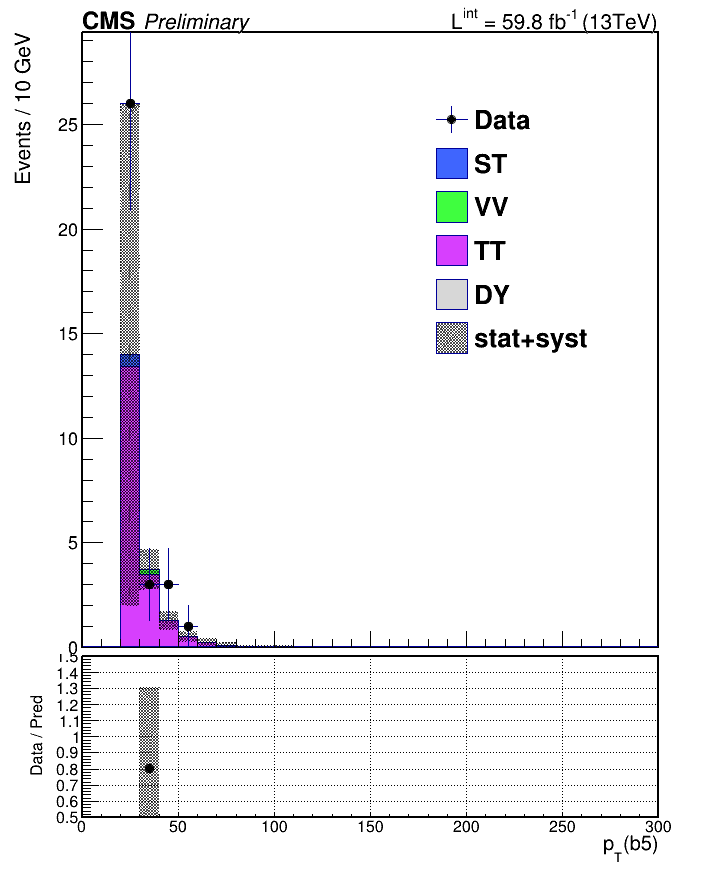 CMS Preliminary L^int = 59.8 fb^-1 (13TeV)
Events / 10 GeV
25
20
15
10
5
0
Data
ST
VV
TT
DY
stat+syst
Data / Pred
1.5
1.4
1.3
1.2
1.1
1
0.9
0.8
0.7
0.6
0.5
0 50 100 150 200 250 300
p_T(b5)